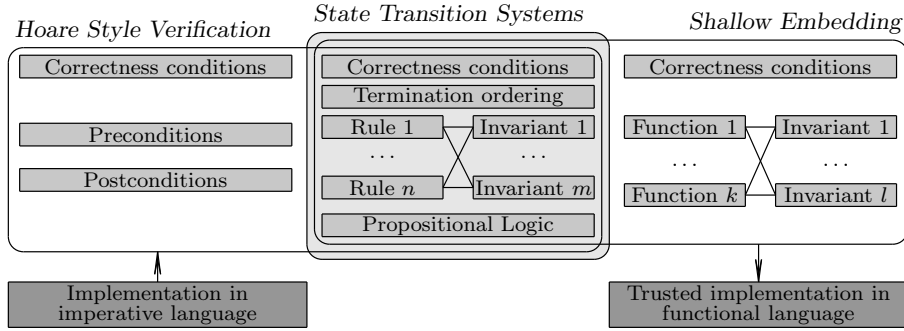 Hoare Style Verification
State Transition Systems
Shallow Embedding
Correctness conditions
Preconditions
Postconditions
Correctness conditions
Termination ordering
Rule 1
Invariant 1
...
...
Rule n
Invariant m
Propositional Logic
Correctness conditions
Function 1
Invariant 1
...
...
Function k
Invariant l
Implementation in
imperative language
Trusted implementation in
functional language